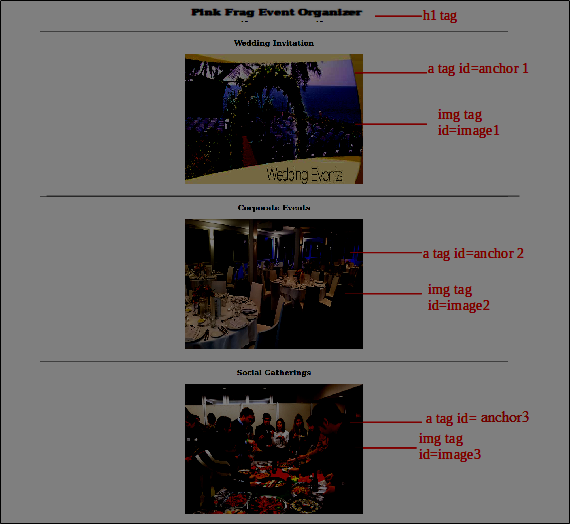 Pink Frag Event Organizer
h1 tag
Wedding Invitation
a tag id=anchor 1
img tag
id=image1
Wedding Events
Corporate Events
a tag id=anchor 2
img tag
id=image2
Social Gatherings
a tag id= anchor3
img tag
id=image3